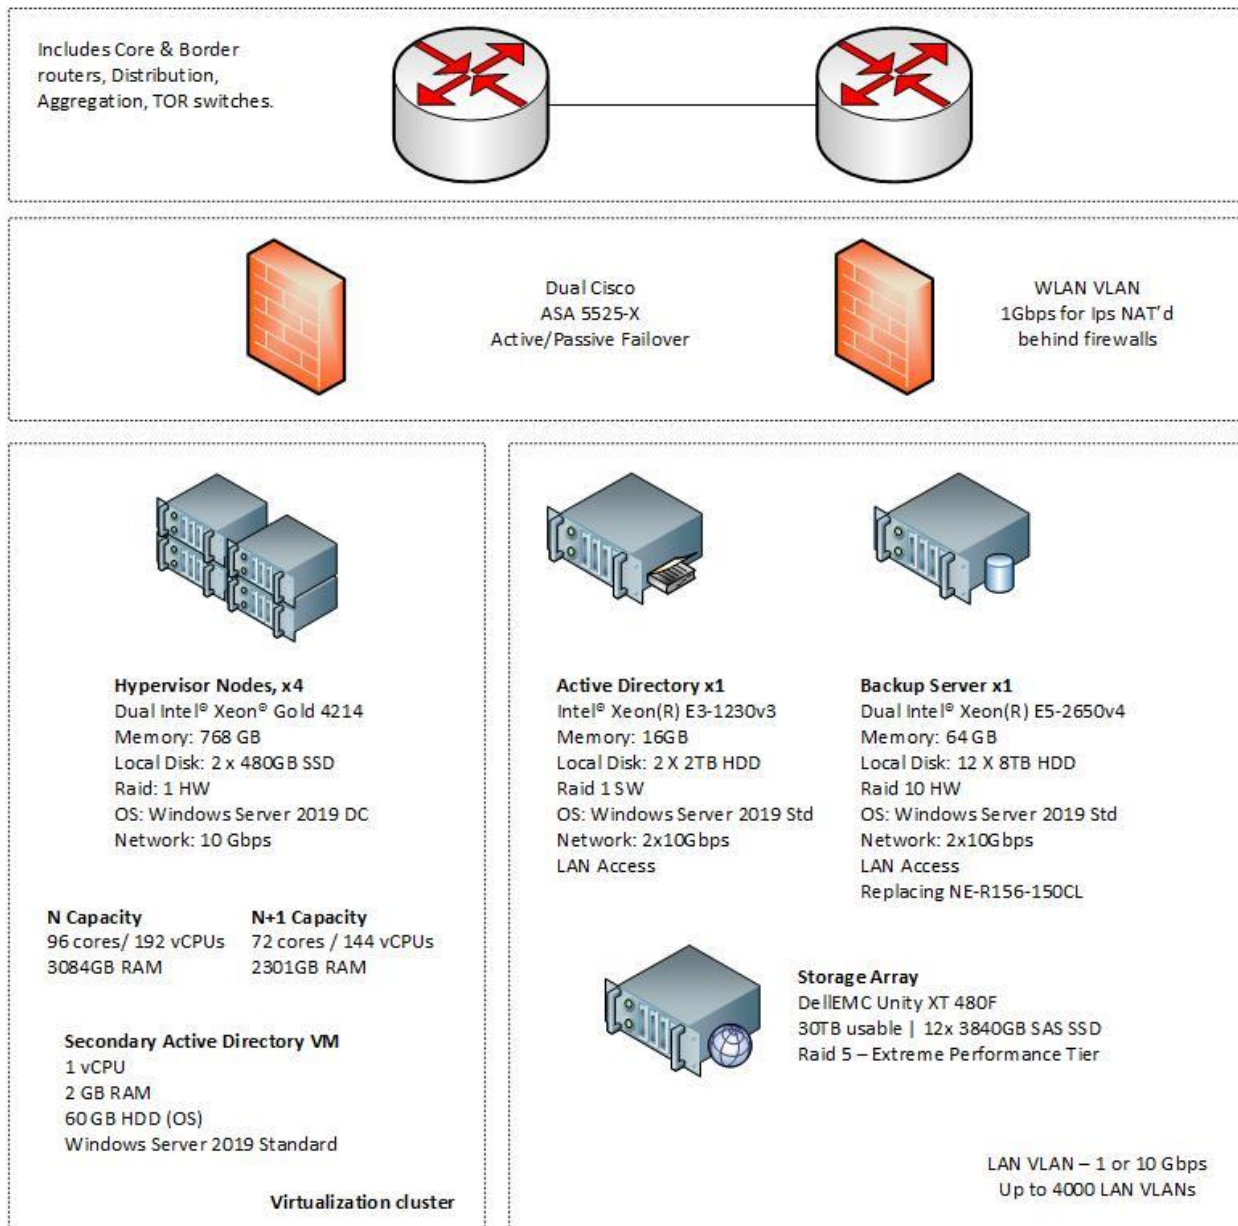 Includes Core & Border
routers, Distribution,
Aggregation, TOR switches.
Dual Cisco
ASA 5525-X
Active/Passive Failover
WLAN VLAN
1Gbps for Ips NAT'd
behind firewalls
Hypervisor Nodes, x4
Dual Intel® Xeon® Gold 4214
Memory: 768 GB
Local Disk: 2 x 480GB SSD
Raid: 1 HW
OS: Windows Server 2019 DC
Network: 10 Gbps
N Capacity
96 cores/ 192 vCPUs
3084GB RAM
N+1 Capacity
72 cores / 144 vCPUs
2301GB RAM
Secondary Active Directory VM
1 vCPU
2 GB RAM
60 GB HDD (OS)
Windows Server 2019 Standard
Virtualization cluster
Active Directory x1
Intel® Xeon(R) E3-1230v3
Memory: 16GB
Local Disk: 2 X 2TB HDD
Raid 1 SW
OS: Windows Server 2019 Std
Network: 2x10Gbps
LAN Access
Backup Server x1
Dual Intel® Xeon(R) E5-2650v4
Memory: 64 GB
Local Disk: 12 X 8TB HDD
Raid 10 HW
OS: Windows Server 2019 Std
Network: 2x10Gbps
LAN Access
Replacing NE-R156-150CL
Storage Array
DellEMC Unity XT 480F
30TB usable | 12x 3840GB SAS SSD
Raid 5 – Extreme Performance Tier
LAN VLAN – 1 or 10 Gbps
Up to 4000 LAN VLANs